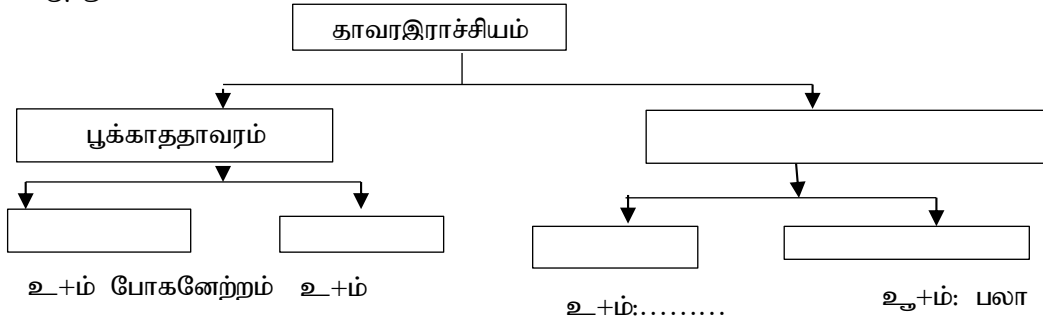 தாவரஇராச்சியம்
பூக்காததாவரம்
உ+ம் போகனேற்றம் உ+ம்
உ+ம்:.........
உூ+ம்: பலா